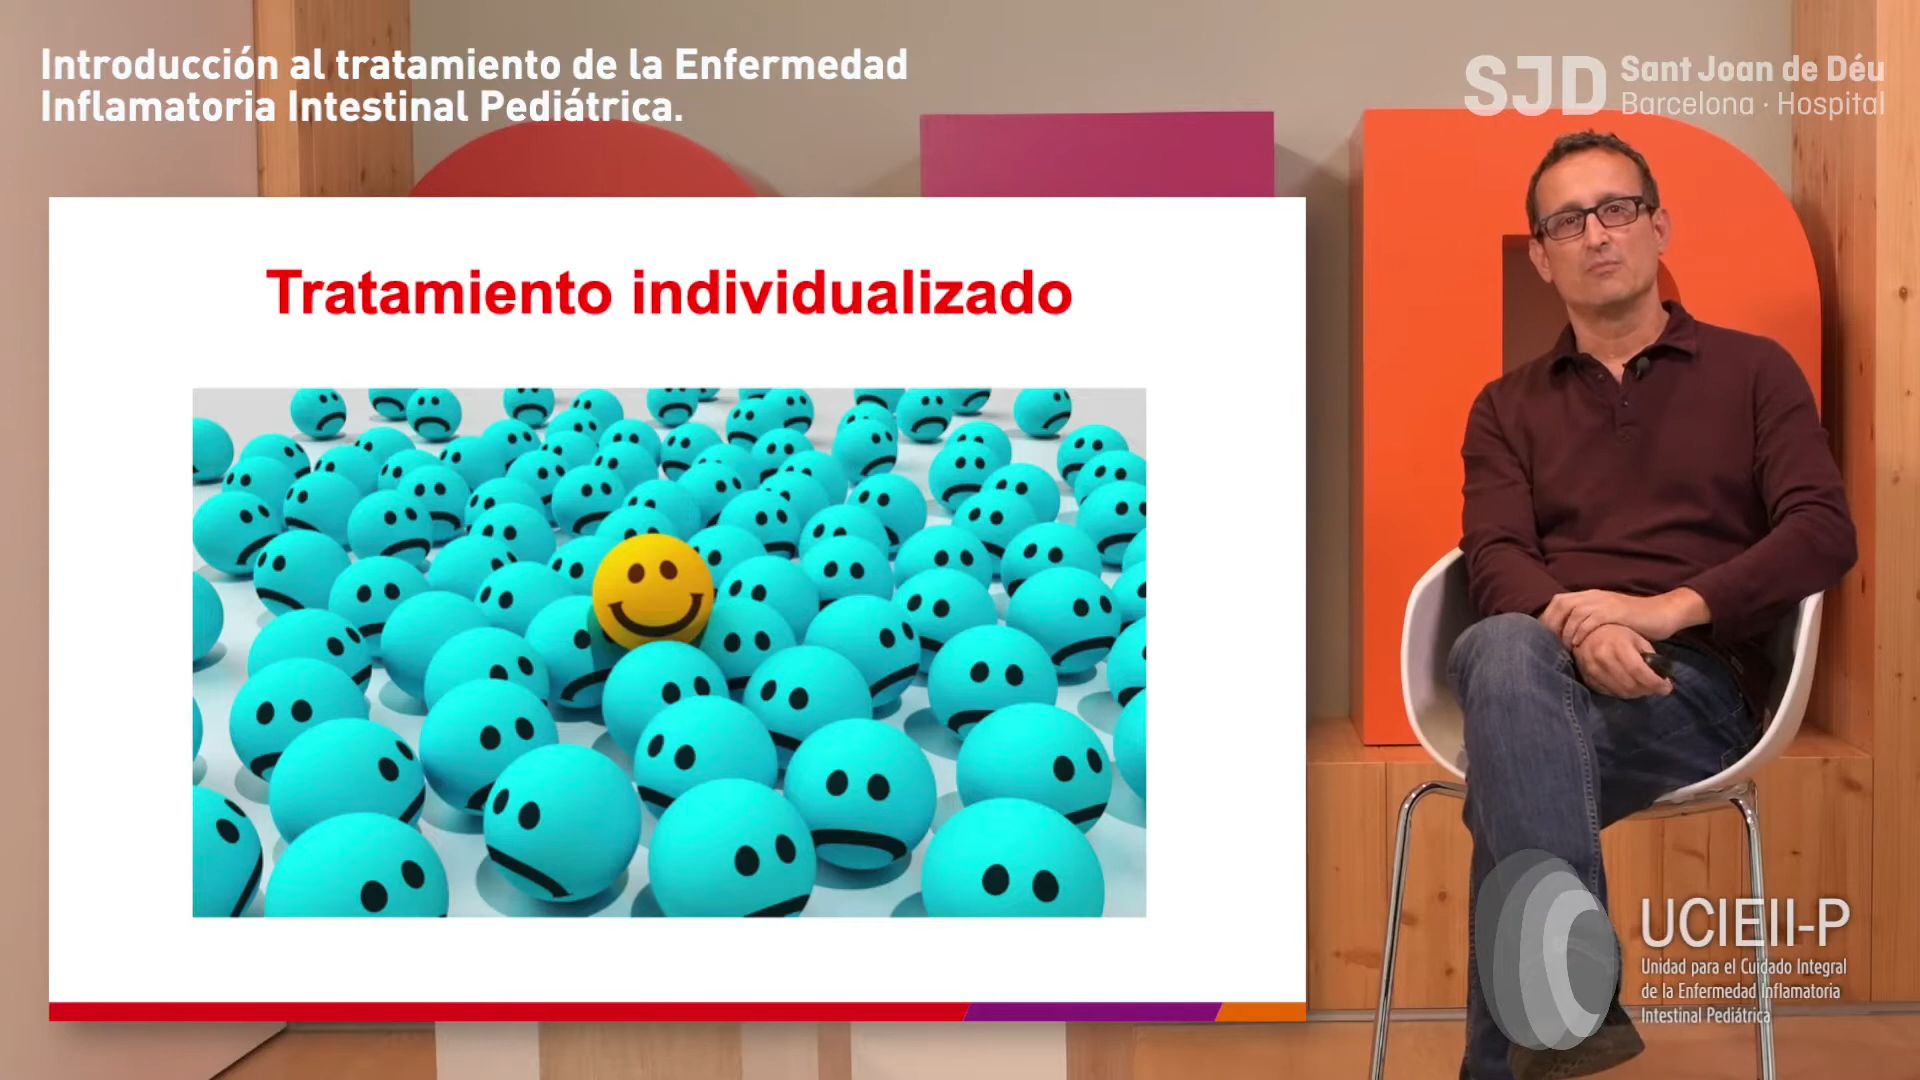 Introducción al tratamiento de la Enfermedad
Inflamatoria Intestinal Pediátrica.
SJD Sant Joan de Déu
Barcelona · Hospital
Tratamiento individualizado
UCIEII-P
Unidad para el Cuidado Integral
de la Enfermedad Inflamatoria
Intestinal Pediátrica